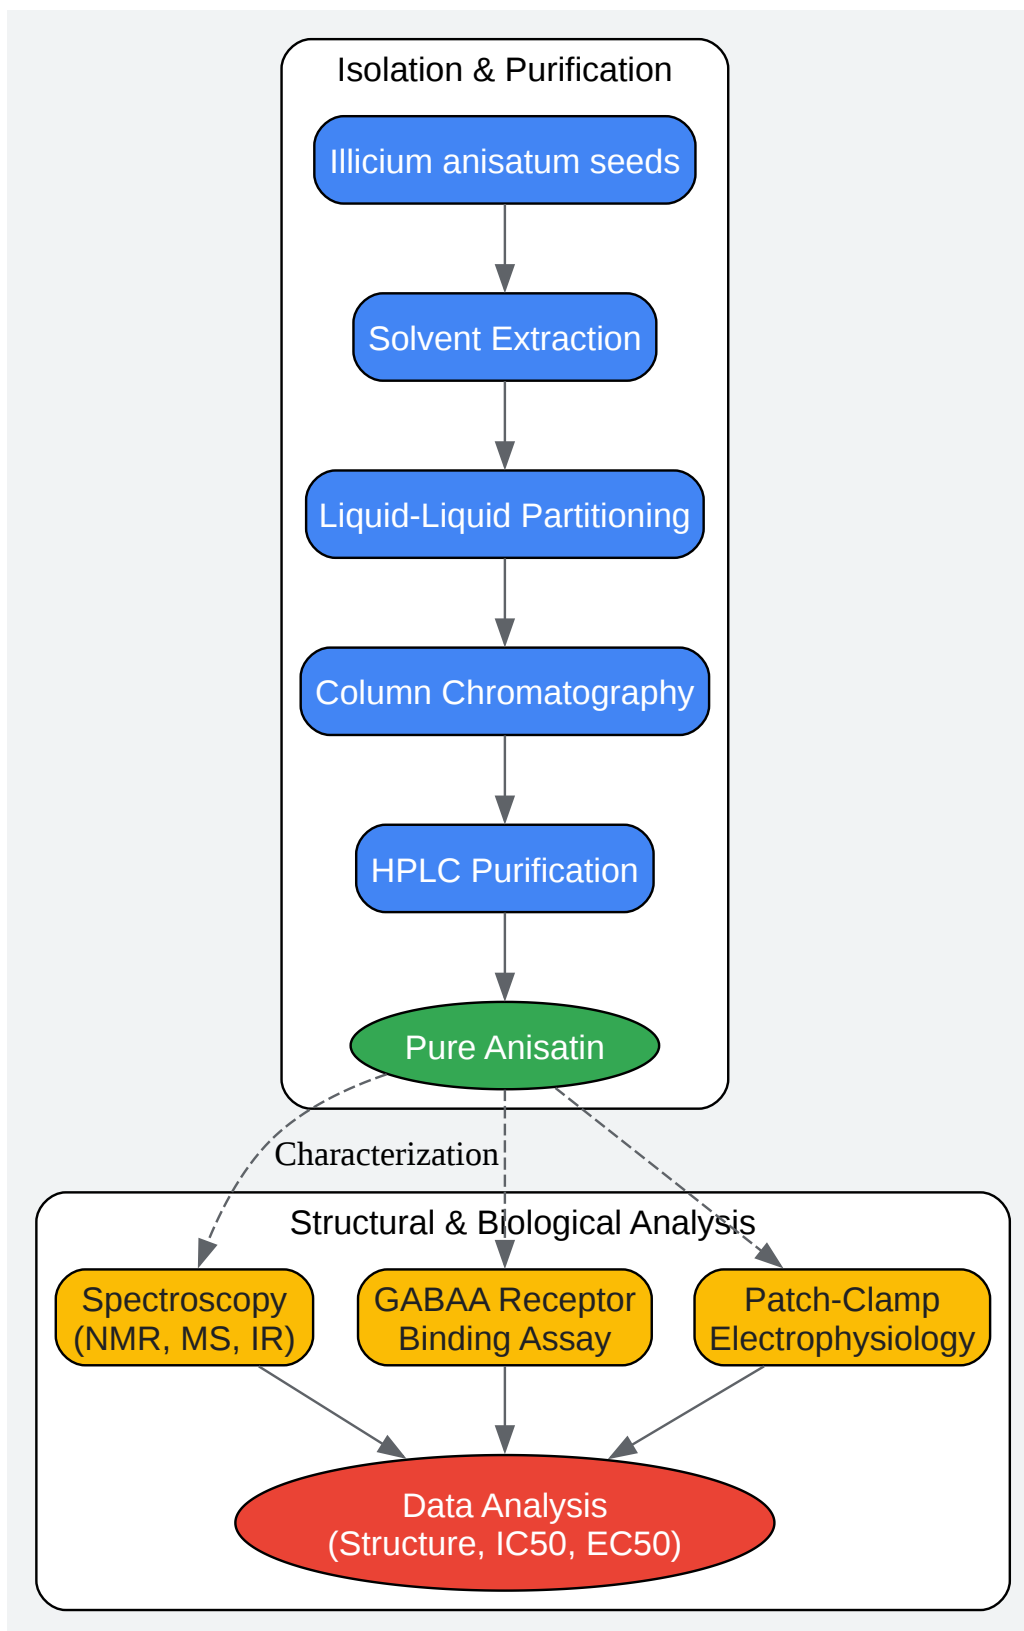 Isolation & Purification
Illicium anisatum seeds
Solvent Extraction
Liquid-Liquid Partitioning
Column Chromatography
HPLC Purification
Pure Anisatin
Characterization
Structural & Biological Analysis
Spectroscopy
(NMR, MS, IR)
GABAA Receptor
Binding Assay
Patch-Clamp
Electrophysiology
Data Analysis
(Structure, IC50, EC50)